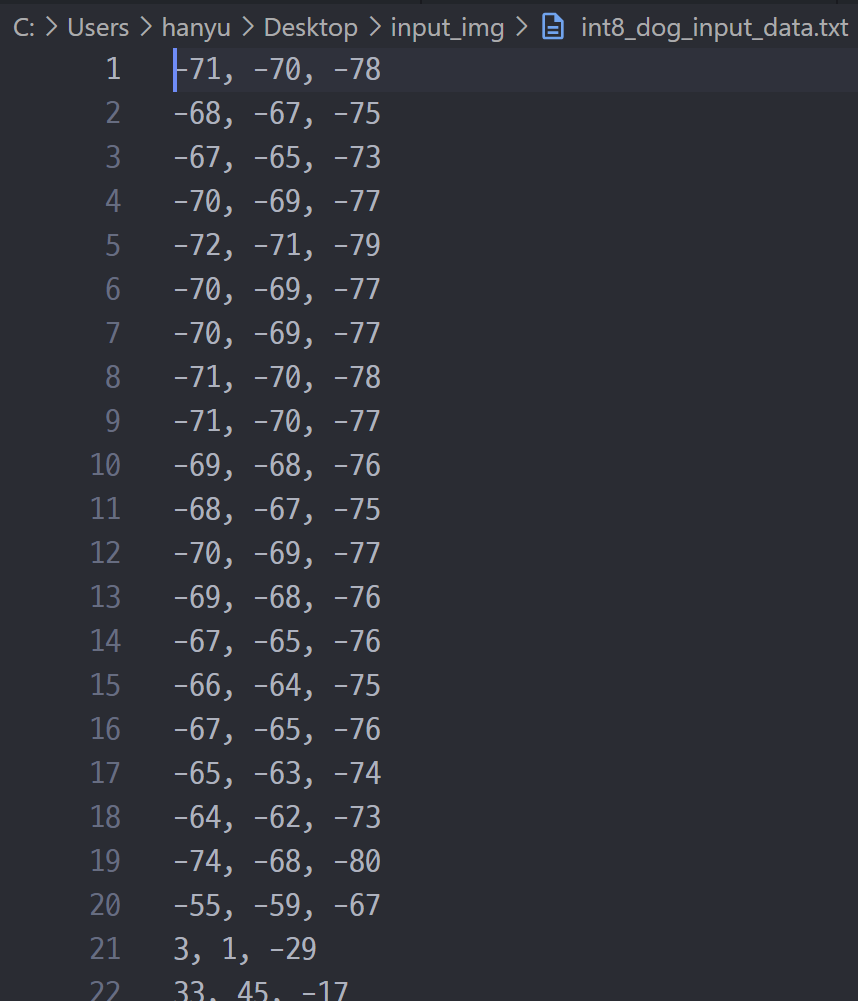 C: > Users > hanyu > Desktop > input_img > int8_dog_input_data.txt
1 -71, -70, -78
2 -68, -67, -75
3 -67, -65, -73
4 -70, -69, -77
5 -72, -71, -79
6 -70, -69, -77
7 -70, -69, -77
8 -71, -70, -78
9 -71, -70, -77
10 -69, -68, -76
11 -68, -67, -75
12 -70, -69, -77
13 -69, -68, -76
14 -67, -65, -76
15 -66, -64, -75
16 -67, -65, -76
17 -65, -63, -74
18 -64, -62, -73
19 -74, -68, -80
20 -55, -59, -67
21 3, 1, -29
22 33, 45, -17